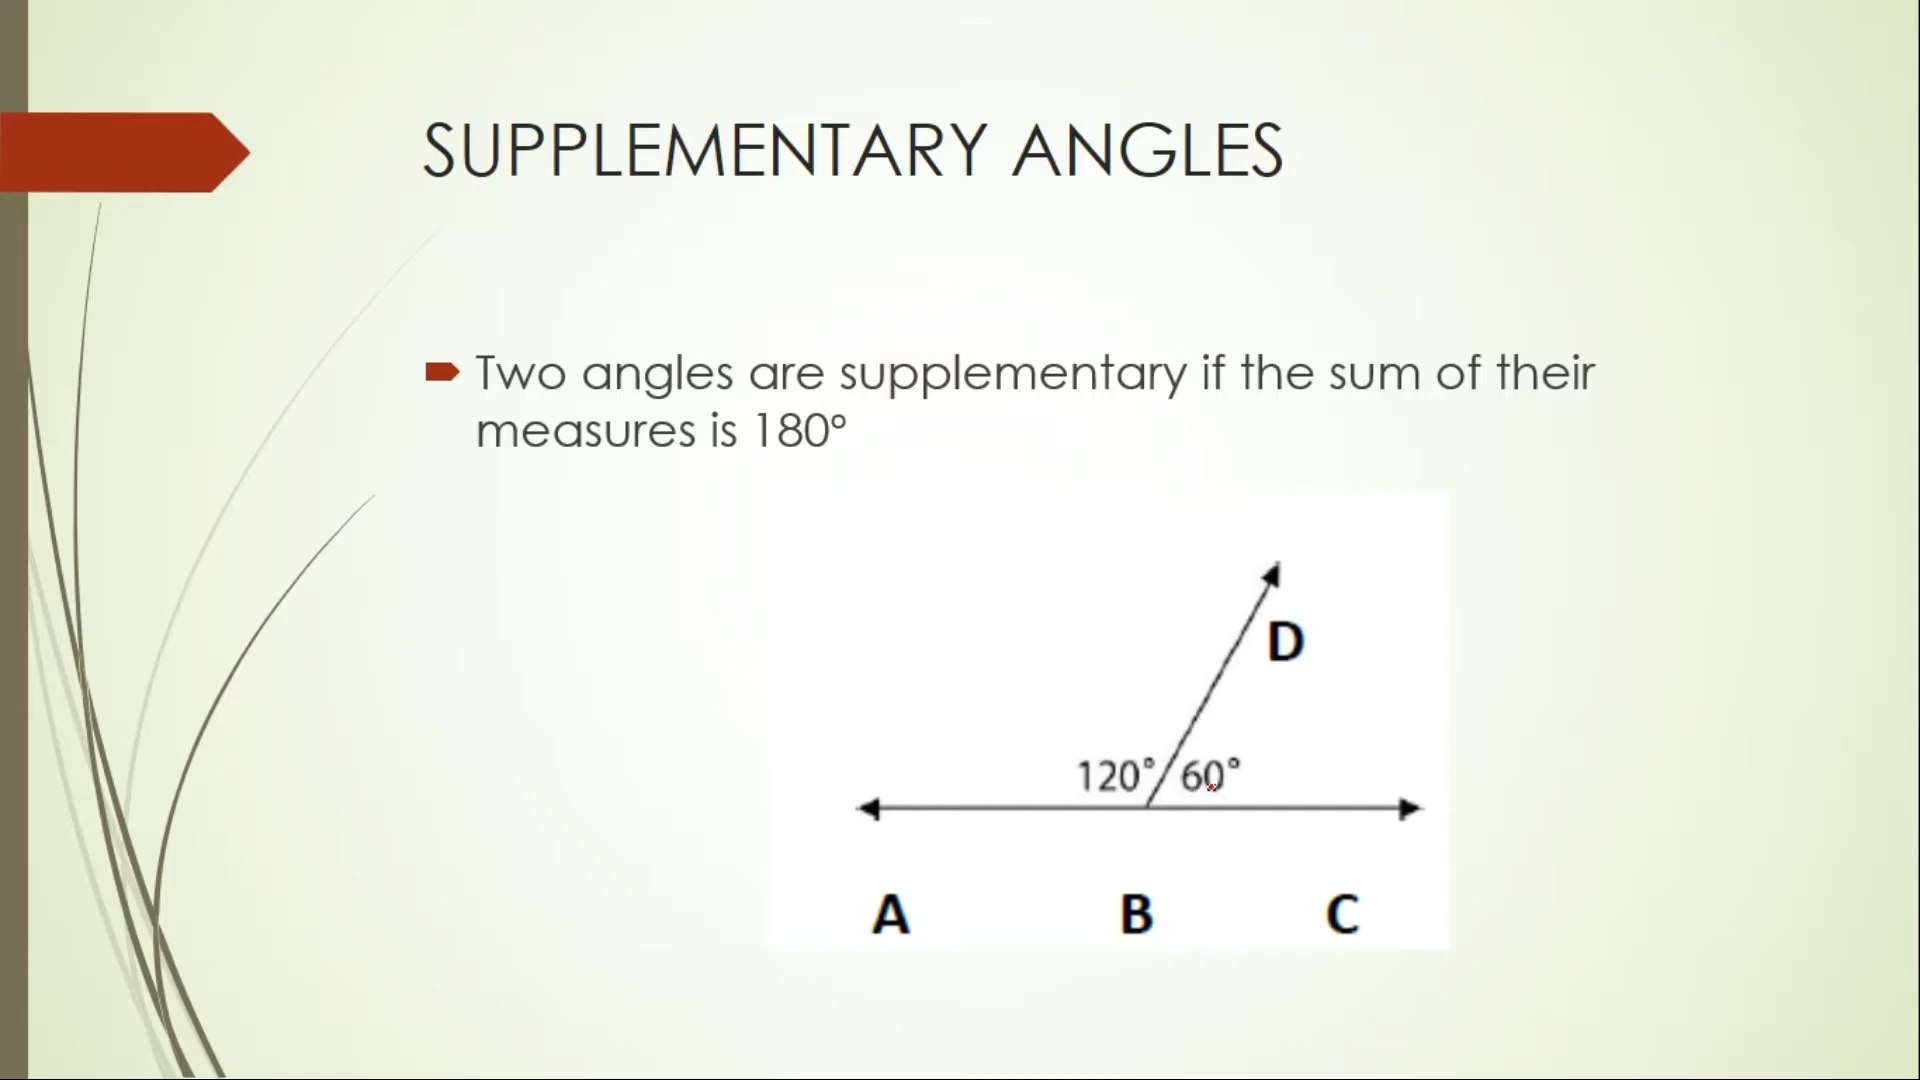 SUPPLEMENTARY ANGLES
Two angles are supplementary if the sum of their
measures is 180°
D
120° 60°
A B C